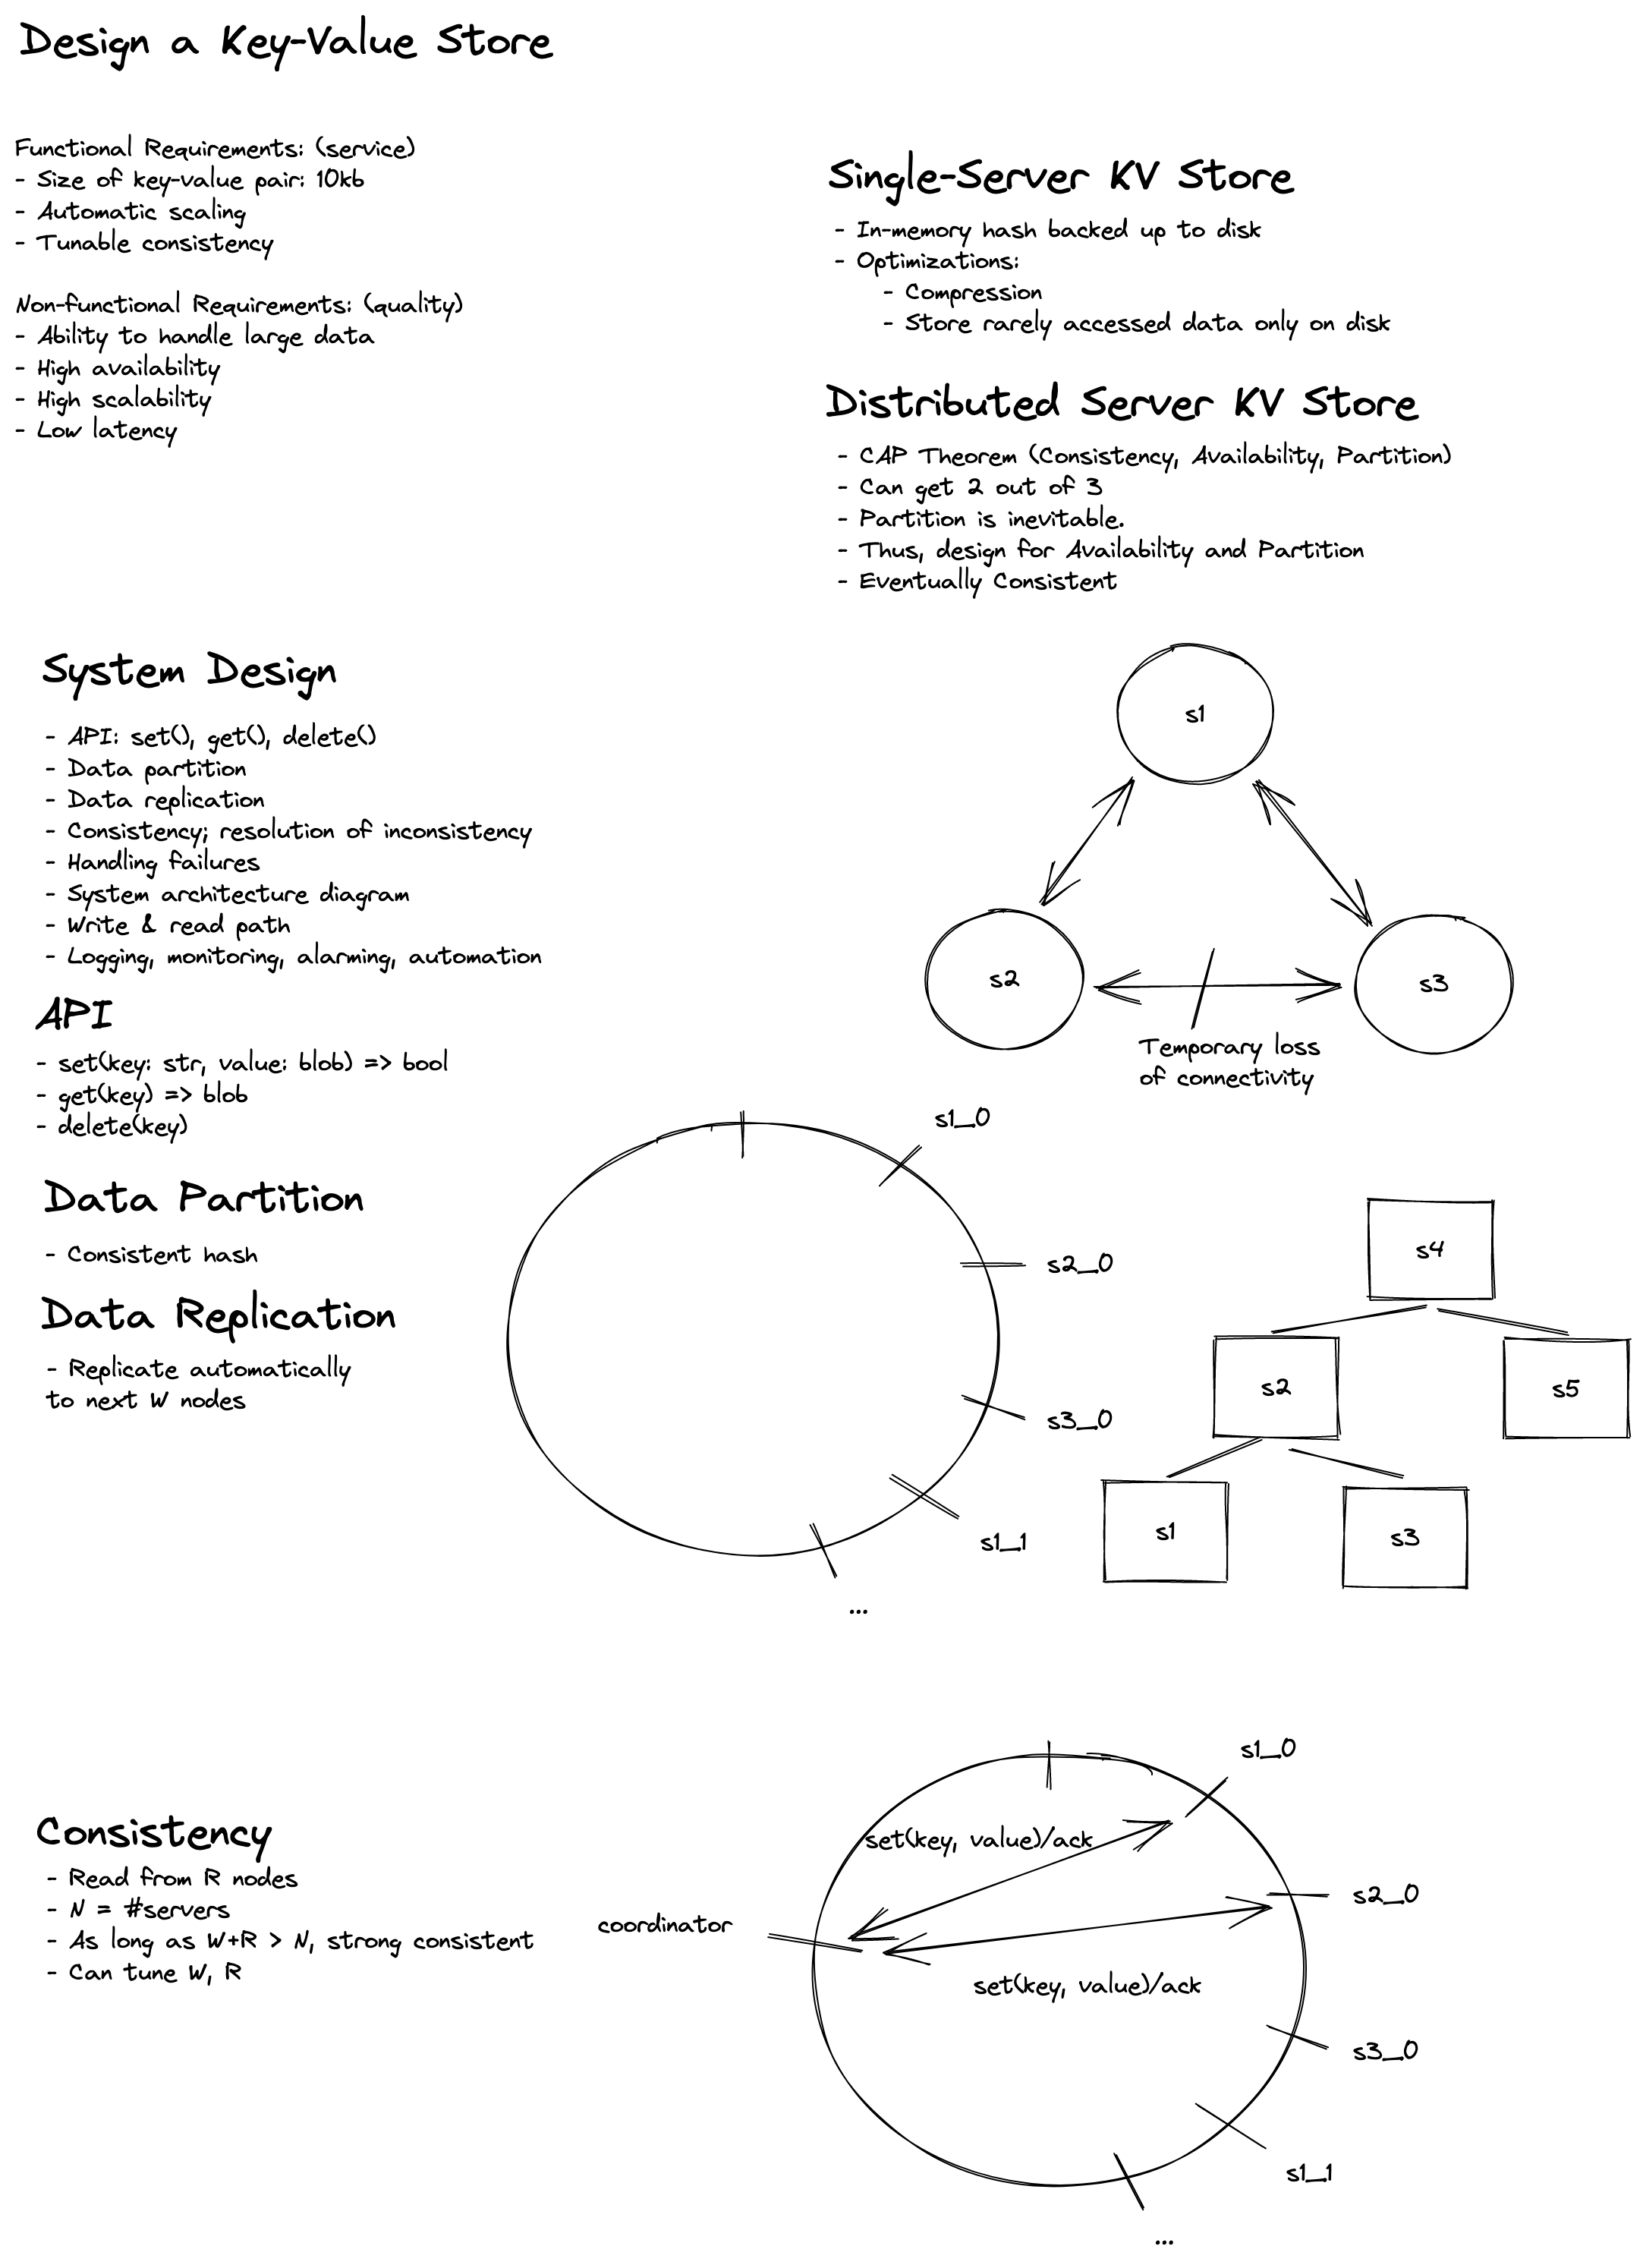 Design a Key-Value Store
Functional Requirements: (service)
- Size of key-value pair: 10kb
- Automatic scaling
- Tunable consistency
Non-functional Requirements: (quality)
- Ability to handle large data
- High availability
- High scalability
- Low latency
Single-Server KV Store
- In-memory hash backed up to disk
- Optimizations:
- Compression
- Store rarely accessed data only on disk
Distributed Server KV Store
- CAP Theorem (Consistency, Availability, Partition)
- Can get 2 out of 3
- Partition is inevitable.
- Thus, design for Availability and Partition
- Eventually Consistent
System Design
- API: set(), get(), delete()
- Data partition
- Data replication
- Consistency; resolution of inconsistency
- Handling failures
- System architecture diagram
- Write & read path
- Logging, monitoring, alarming, automation
s1
s2
s3
Temporary loss
of connectivity
API
- set(key: str, value: blob) => bool
- get(key) => blob
- delete(key)
Data Partition
- Consistent hash
Data Replication
- Replicate automatically
to next W nodes
s1_0
s2_0
s3_0
s1_1
...
s4
s2
s5
s1
s3
Consistency
- Read from R nodes
- N = #servers
- As long as W+R > N, strong consistent
- Can tune W, R
coordinator
set(key, value)/ack
set(key, value)/ack
s1_0
s2_0
s3_0
s1_1
...